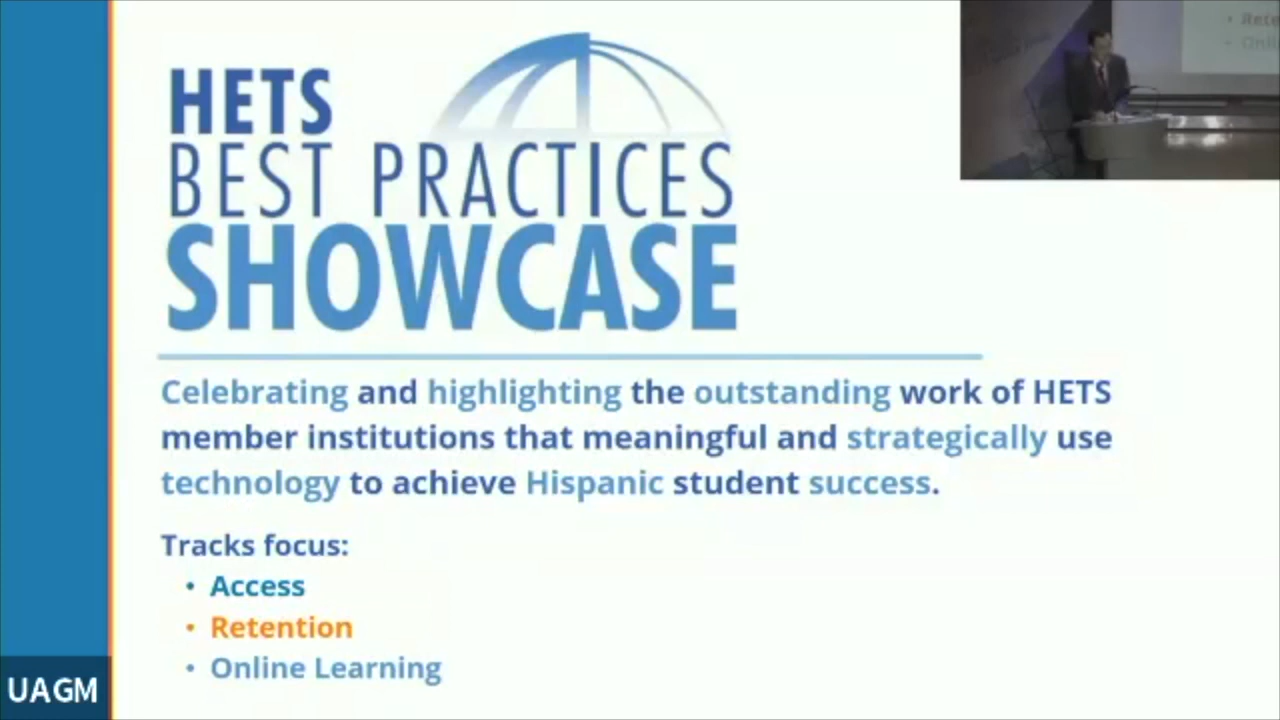 HETS
BEST PRACTICES
SHOWCASE
Celebrating and highlighting the outstanding work of HETS
member institutions that meaningful and strategically use
technology to achieve Hispanic student success.
Tracks focus:
• Access
• Retention
• Online Learning
UAGM